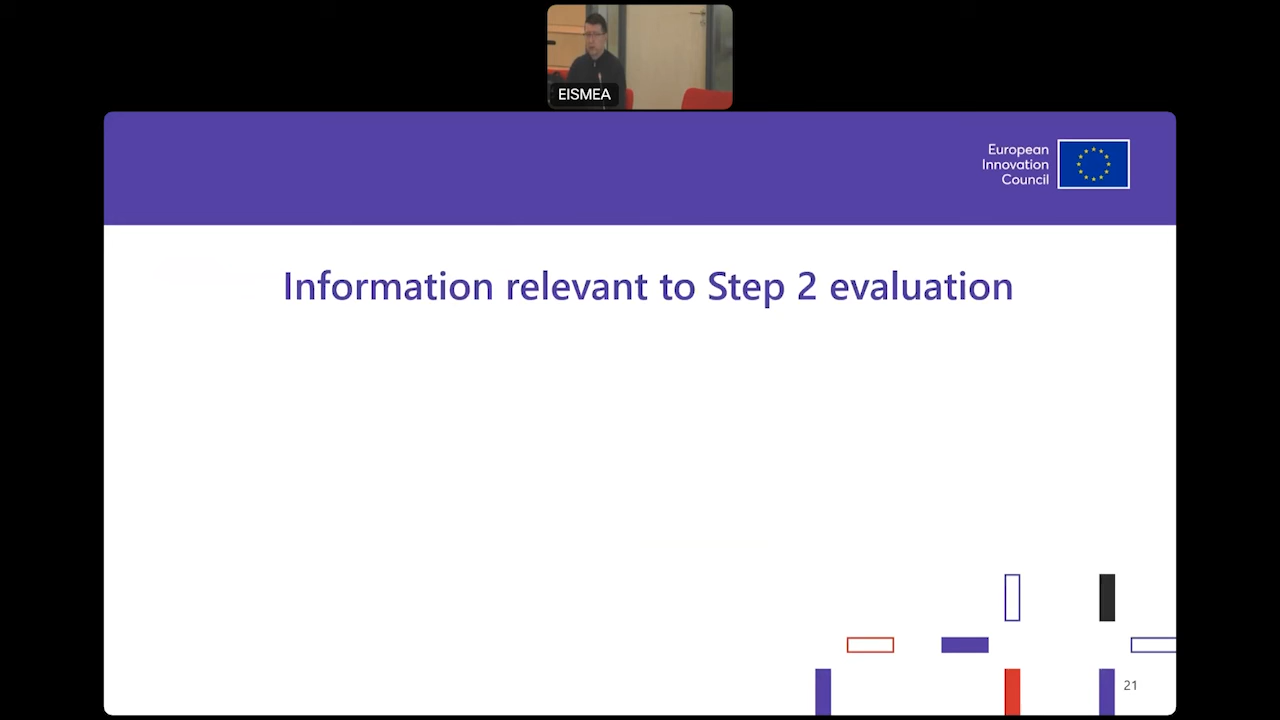 EISMEA
European
Innovation
Council
Information relevant to Step 2 evaluation
21